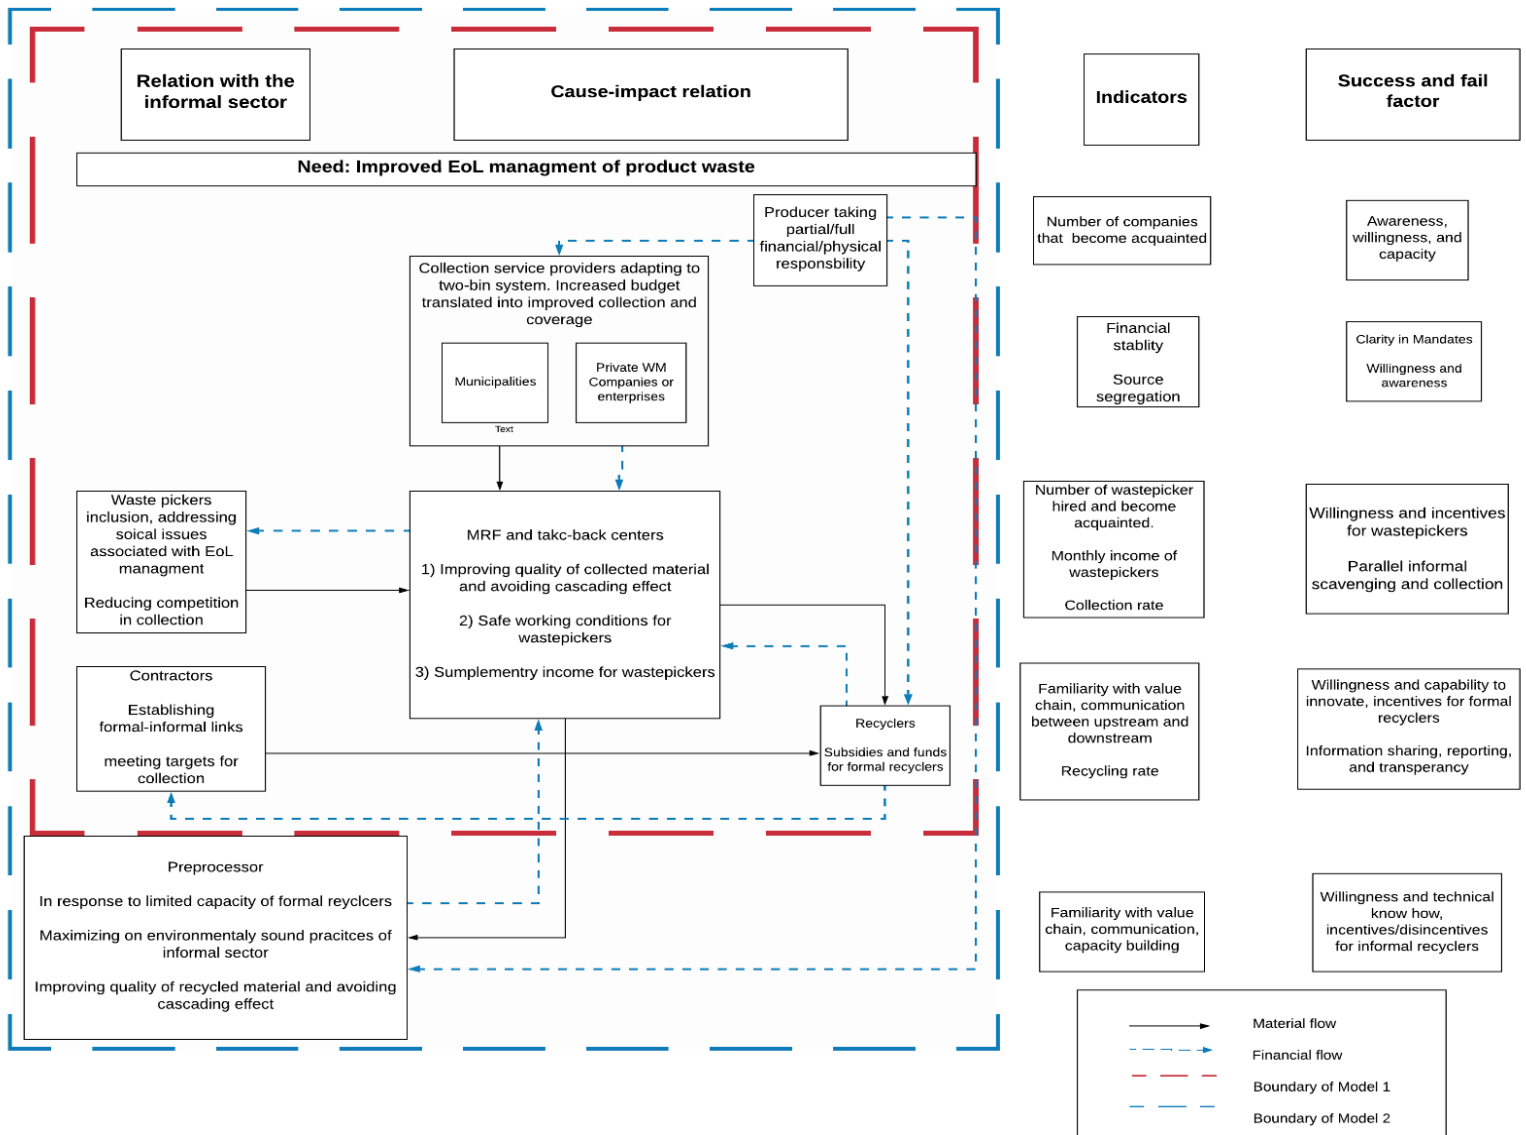 Relation with the
informal sector
Cause-impact relation
Indicators
Success and fail
factor
Need: Improved EoL managment of product waste
Producer taking
partial/full
financial/physical
responsbility
Number of companies
that become acquainted
Awareness,
willingness, and
capacity
Collection service providers adapting to
two-bin system. Increased budget
translated into improved collection and
coverage
Municipalities
Private WM
Companies or
enterprises
Text
Financial
stablity
Source
segregation
Clarity in Mandates
Willingness and
awareness
Waste pickers
inclusion, addressing
soical issues
associated with EoL
managment
Reducing competition
in collection
MRF and takc-back centers
1) Improving quality of collected material
and avoiding cascading effect
2) Safe working conditions for
wastepickers
3) Sumplementry income for wastepickers
Number of wastepicker
hired and become
acquainted.
Monthly income of
wastepickers
Collection rate
Willingness and incentives
for wastepickers
Parallel informal
scavenging and collection
Contractors
Establishing
formal-informal links
meeting targets for
collection
Recyclers
Subsidies and funds
for formal recyclers
Familiarity with value
chain, communication
between upstream and
downstream
Recycling rate
Willingness and capability to
innovate, incentives for formal
recyclers
Information sharing, reporting,
and transperancy
Preprocessor
In response to limited capacity of formal reyclcers
Maximizing on environmentaly sound pracitces of
informal sector
Improving quality of recycled material and avoiding
cascading effect
Familiarity with value
chain, communication,
capacity building
Willingness and technical
know how,
incentives/disincentives
for informal recyclers
Material flow
Financial flow
Boundary of Model 1
Boundary of Model 2